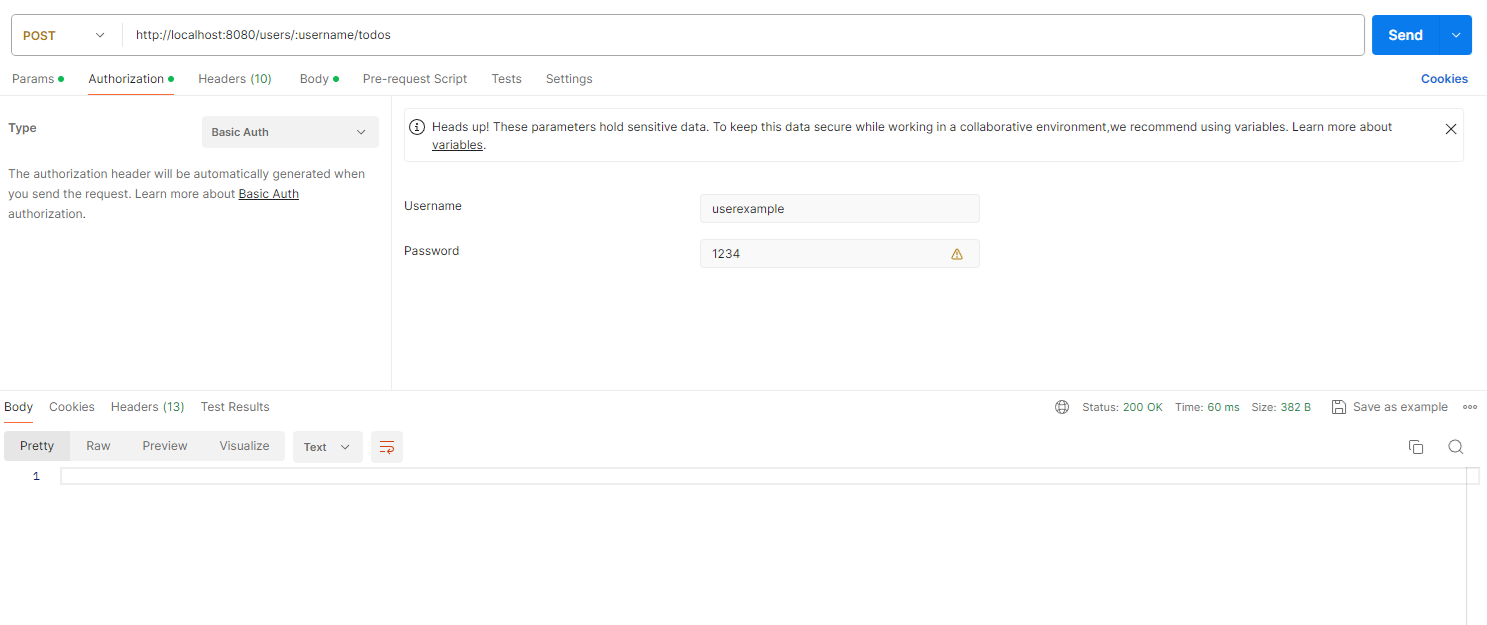 POST http://localhost:8080/users/:username/todos Send
Params Authorization Headers (10) Body Pre-request Script Tests Settings Cookies
Type Basic Auth
The authorization header will be automatically generated when
you send the request. Learn more about Basic Auth
authorization.
Heads up! These parameters hold sensitive data. To keep this data secure while working in a collaborative environment,we recommend using variables. Learn more about
variables.
Username userexample
Password 1234
Body Cookies Headers (13) Test Results Status: 200 OK Time: 60 ms Size: 382 B Save as example
Pretty Raw Preview Visualize Text
1